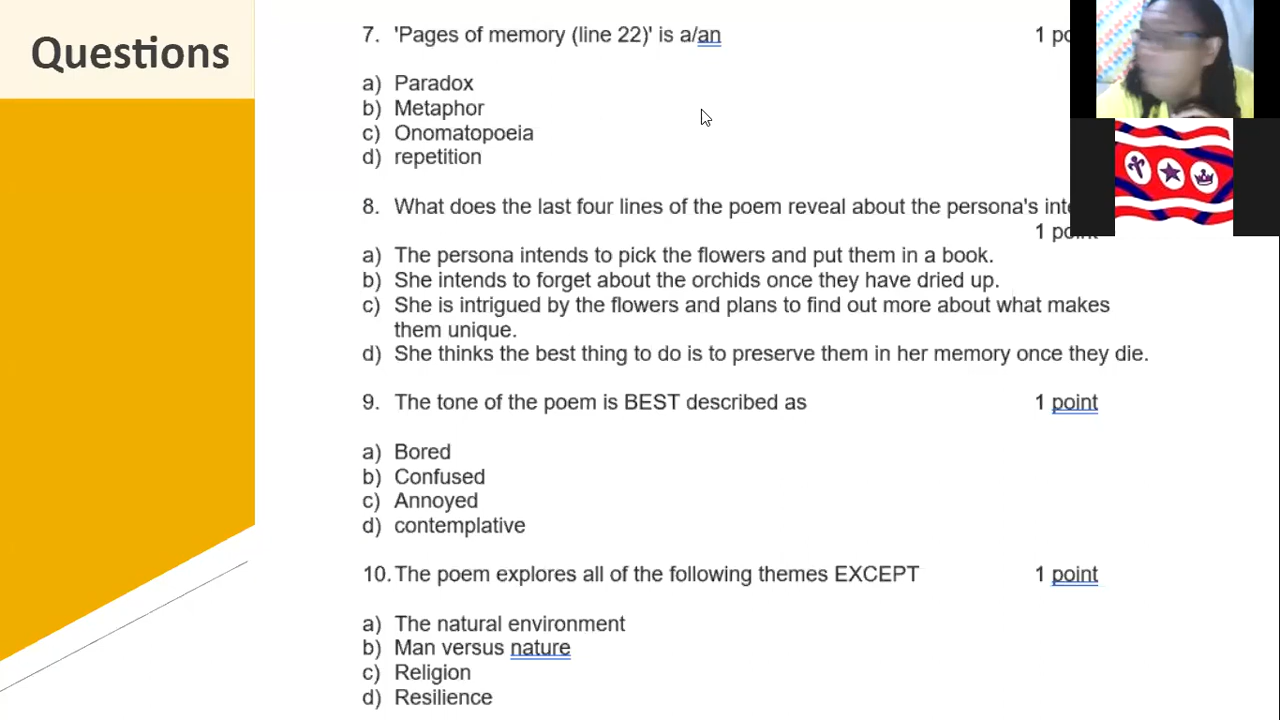 Questions
7. 'Pages of memory (line 22)' is a/an 1
a) Paradox
b) Metaphor
c) Onomatopoeia
d) repetition
8. What does the last four lines of the poem reveal about the persona's
1
a) The persona intends to pick the flowers and put them in a book.
b) She intends to forget about the orchids once they have dried up.
c) She is intrigued by the flowers and plans to find out more about what makes
them unique.
d) She thinks the best thing to do is to preserve them in her memory once they die.
9. The tone of the poem is BEST described as 1 point
a) Bored
b) Confused
c) Annoyed
d) contemplative
10. The poem explores all of the following themes EXCEPT 1 point
a) The natural environment
b) Man versus nature
c) Religion
d) Resilience